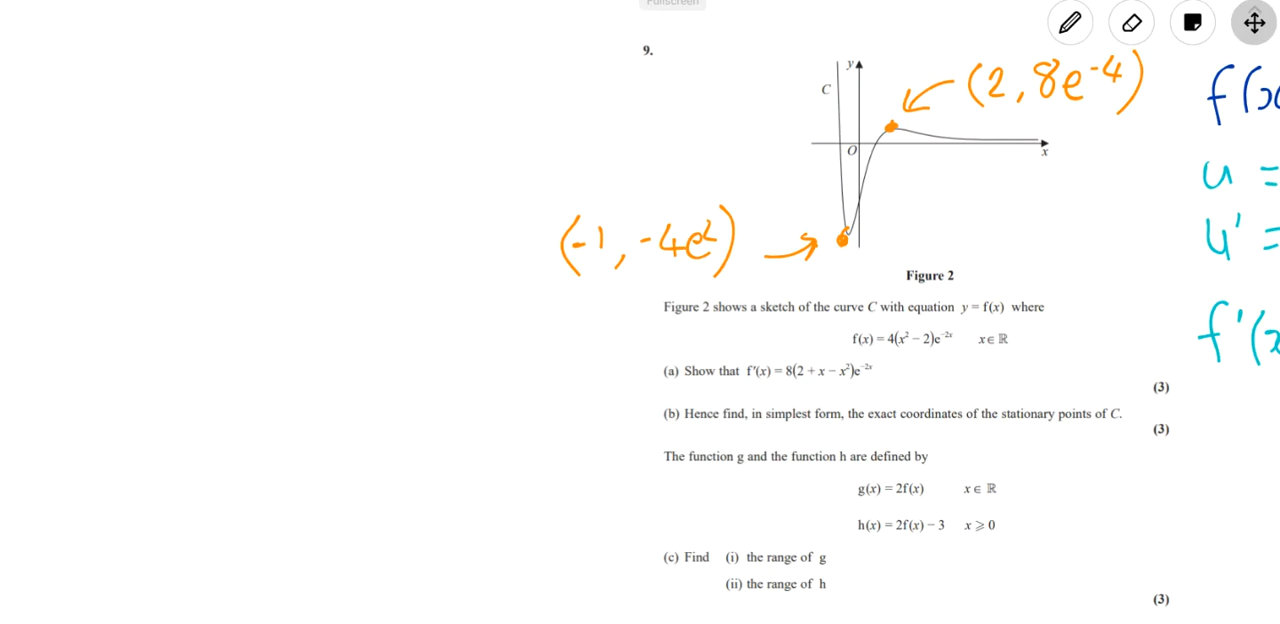 Fullscreen
9.
y
C
(2, 8e⁻⁴)
O
x
(-1, -4e²)
Figure 2
Figure 2 shows a sketch of the curve C with equation y = f(x) where
f(x) = 4(x² − 2)e⁻²ˣ x ∈ ℝ
(a) Show that f′(x) = 8(2 + x − x²)e⁻²ˣ
(3)
(b) Hence find, in simplest form, the exact coordinates of the stationary points of C.
(3)
The function g and the function h are defined by
g(x) = 2f(x) x ∈ ℝ
h(x) = 2f(x) − 3 x ⩾ 0
(c) Find (i) the range of g
(ii) the range of h
(3)
f(x
u =
u' =
f'(x